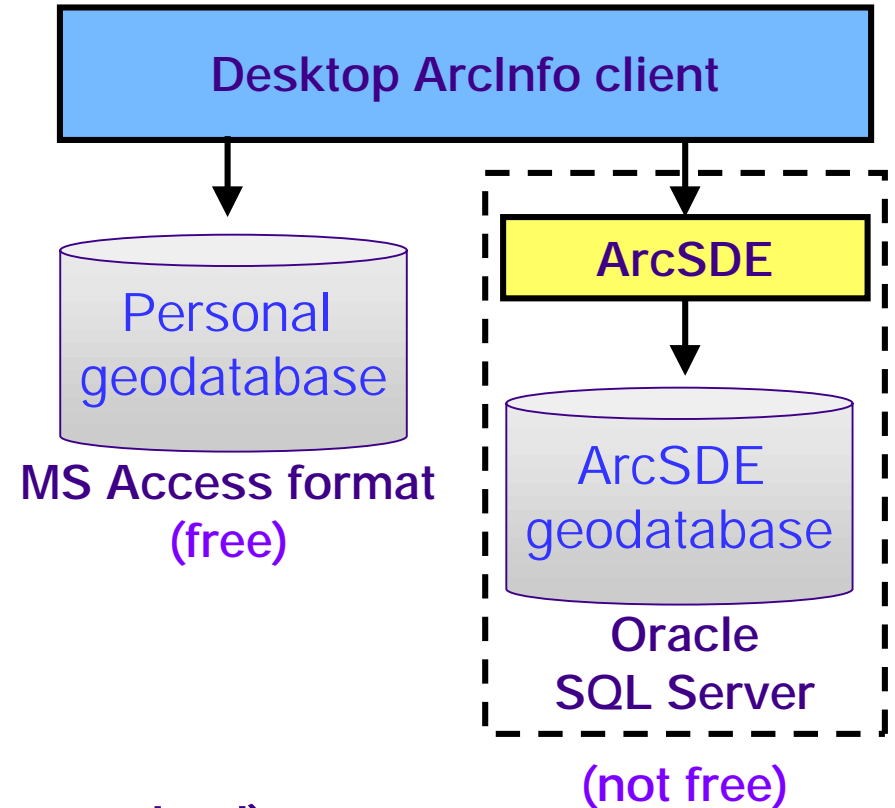 Desktop ArcInfo client
Personal
geodatabase
MS Access format
(free)
ArcSDE
ArcSDE
geodatabase
Oracle
SQL Server
(not free)